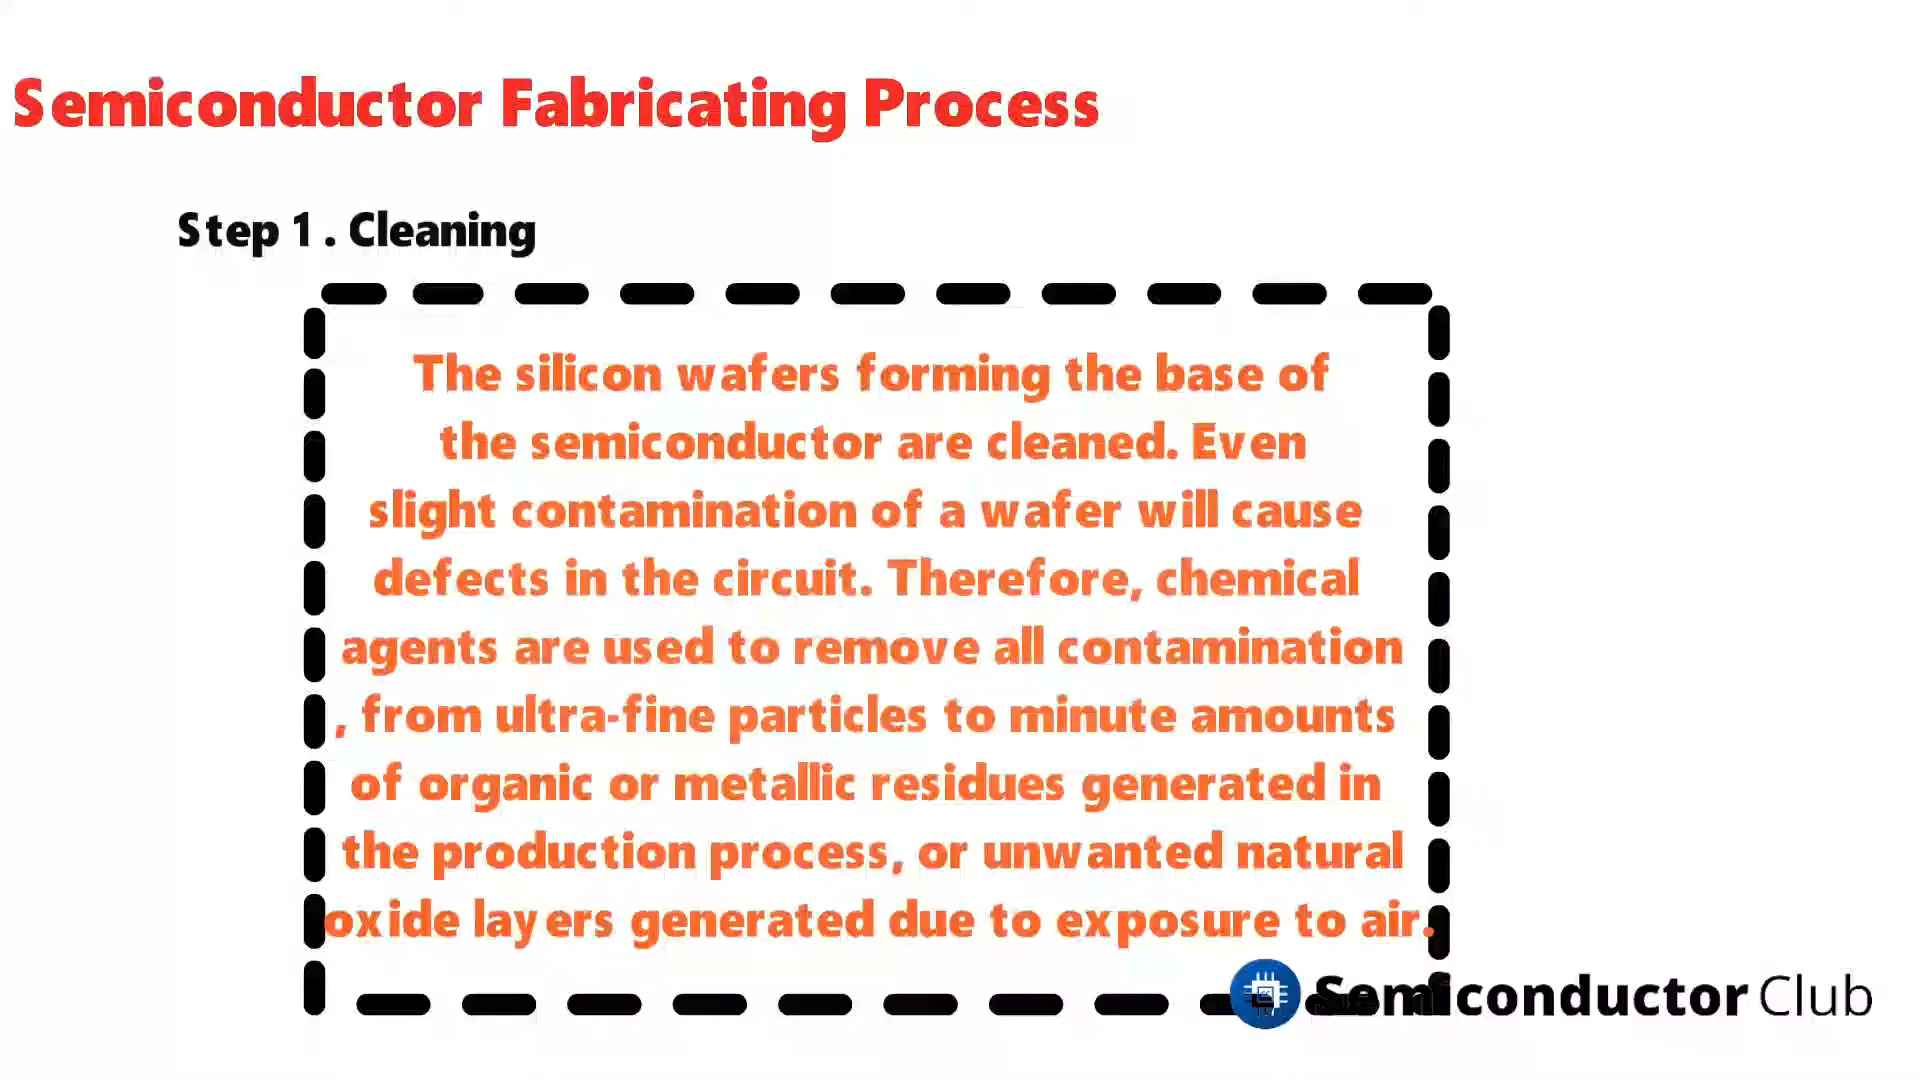 Semiconductor Fabricating Process
Step 1. Cleaning
The silicon wafers forming the base of
the semiconductor are cleaned. Even
slight contamination of a wafer will cause
defects in the circuit. Therefore, chemical
agents are used to remove all contamination
, from ultra-fine particles to minute amounts
of organic or metallic residues generated in
the production process, or unwanted natural
oxide layers generated due to exposure to air.
Semiconductor Club